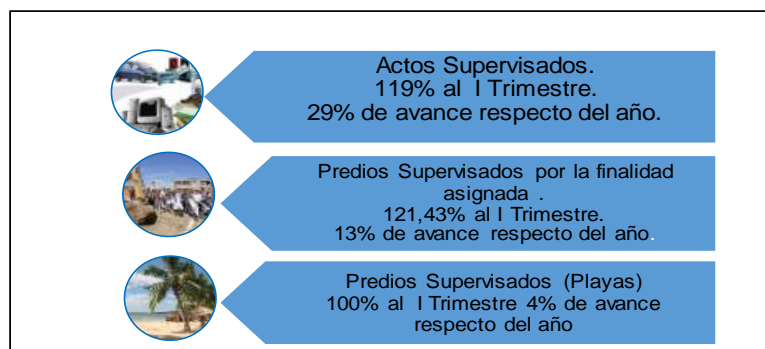 Actos Supervisados.
119% al I Trimestre.
29% de avance respecto del año.
Predios Supervisados por la finalidad
asignada .
121,43% al I Trimestre.
13% de avance respecto del año.
Predios Supervisados (Playas)
100% al I Trimestre 4% de avance
respecto del año